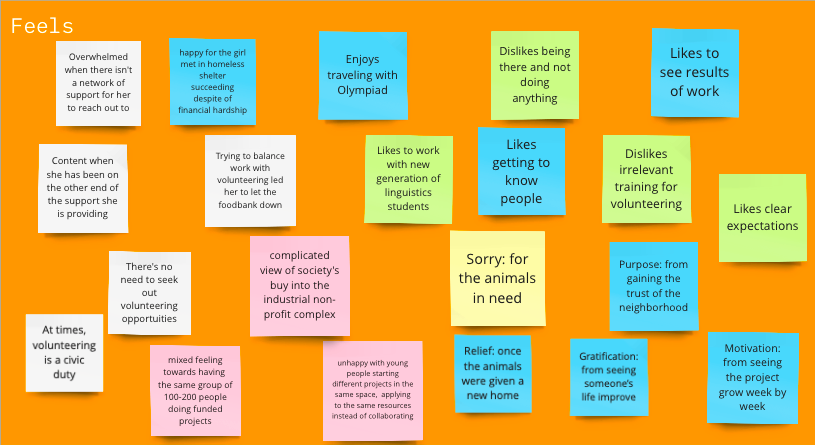 Feels
Overwhelmed
when there isn't
a network of
support for her
to reach out to
happy for the girl
met in homeless
shelter
succeeding
despite of
financial hardship
Enjoys
traveling with
Olympiad
Dislikes being
there and not
doing
anything
Likes to
see results
of work
Content when
she has been on
the other end of
the support she
is providing
Trying to balance
work with
volunteering led
her to let the
foodbank down
Likes to work
with new
generation of
linguistics
students
Likes
getting to
know
people
Dislikes
irrelevant
training for
volunteering
Likes clear
expectations
There's no
need to seek
out
volunteering
opportuities
complicated
view of society's
buy into the
industrial non-
profit complex
Sorry: for
the animals
in need
Purpose: from
gaining the
trust of the
neighborhood
At times,
volunteering
is a civic
duty
mixed feeling
towards having
the same group of
100-200 people
doing funded
projects
unhappy with young
people starting
different projects in the
same space, applying
to the same resources
instead of collaborating
Relief: once
the animals
were given a
new home
Gratification:
from seeing
someone's
life improve
Motivation:
from seeing
the project
grow week by
week